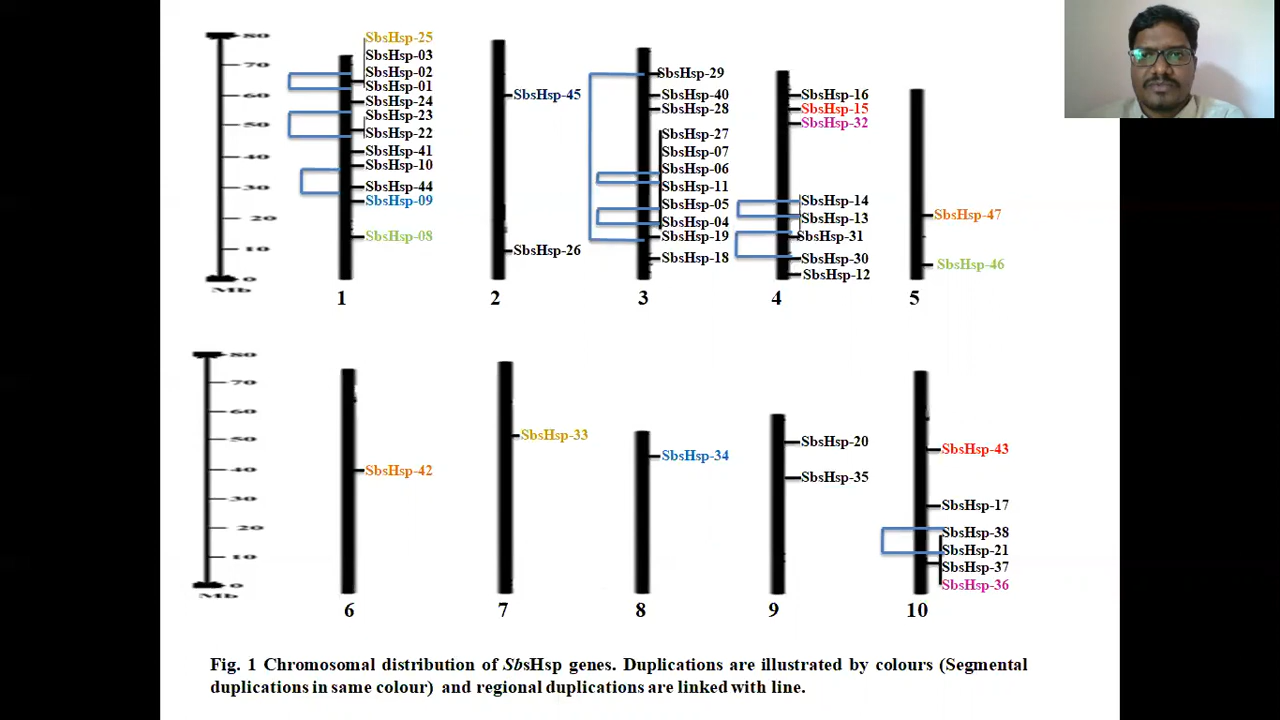 80
70
60
50
40
30
20
10
0
Mb
SbsHsp-25
SbsHsp-03
SbsHsp-02
SbsHsp-01
SbsHsp-24
SbsHsp-23
SbsHsp-22
SbsHsp-41
SbsHsp-10
SbsHsp-44
SbsHsp-09
SbsHsp-08
1
SbsHsp-45
SbsHsp-26
2
SbsHsp-29
SbsHsp-40
SbsHsp-28
SbsHsp-27
SbsHsp-07
SbsHsp-06
SbsHsp-11
SbsHsp-05
SbsHsp-04
SbsHsp-19
SbsHsp-18
3
SbsHsp-16
SbsHsp-15
SbsHsp-32
SbsHsp-14
SbsHsp-13
SbsHsp-31
SbsHsp-30
SbsHsp-12
4
SbsHsp-47
SbsHsp-46
5
80
70
60
50
40
30
20
10
0
Mb
SbsHsp-42
6
SbsHsp-33
7
SbsHsp-34
8
SbsHsp-20
SbsHsp-35
9
SbsHsp-43
SbsHsp-17
SbsHsp-38
SbsHsp-21
SbsHsp-37
SbsHsp-36
10
Fig. 1 Chromosomal distribution of SbsHsp genes. Duplications are illustrated by colours (Segmental
duplications in same colour) and regional duplications are linked with line.